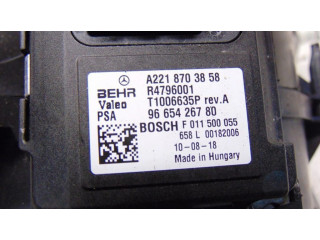 A221 870 38 58
BEHR R4796001
Valeo T1006635P rev.A
PSA 96 654 267 80
BOSCH F 011 500 055
658 L 00182006
10-08-18
Made in Hungary